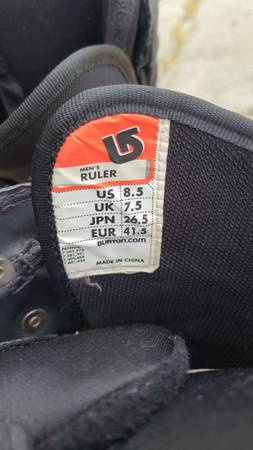 MEN'S
RULER
US 8.5
UK 7.5
JPN 26.5
EUR 41.5
BURTON.COM
MADE IN CHINA